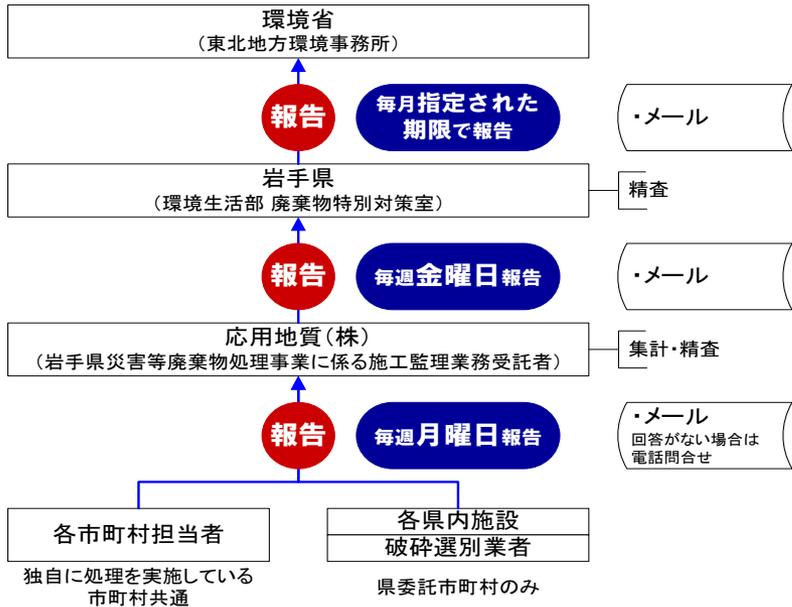 環境省
（東北地方環境事務所）
報告
毎月指定された
期限で報告
・メール
岩手県
（環境生活部 廃棄物特別対策室）
精査
報告
毎週金曜日報告
・メール
応用地質（株）
（岩手県災害等廃棄物処理事業に係る施工監理業務受託者）
集計・精査
報告
毎週月曜日報告
・メール
回答がない場合は
電話問合せ
各市町村担当者
独自に処理を実施している
市町村共通
各県内施設
破砕選別業者
県委託市町村のみ